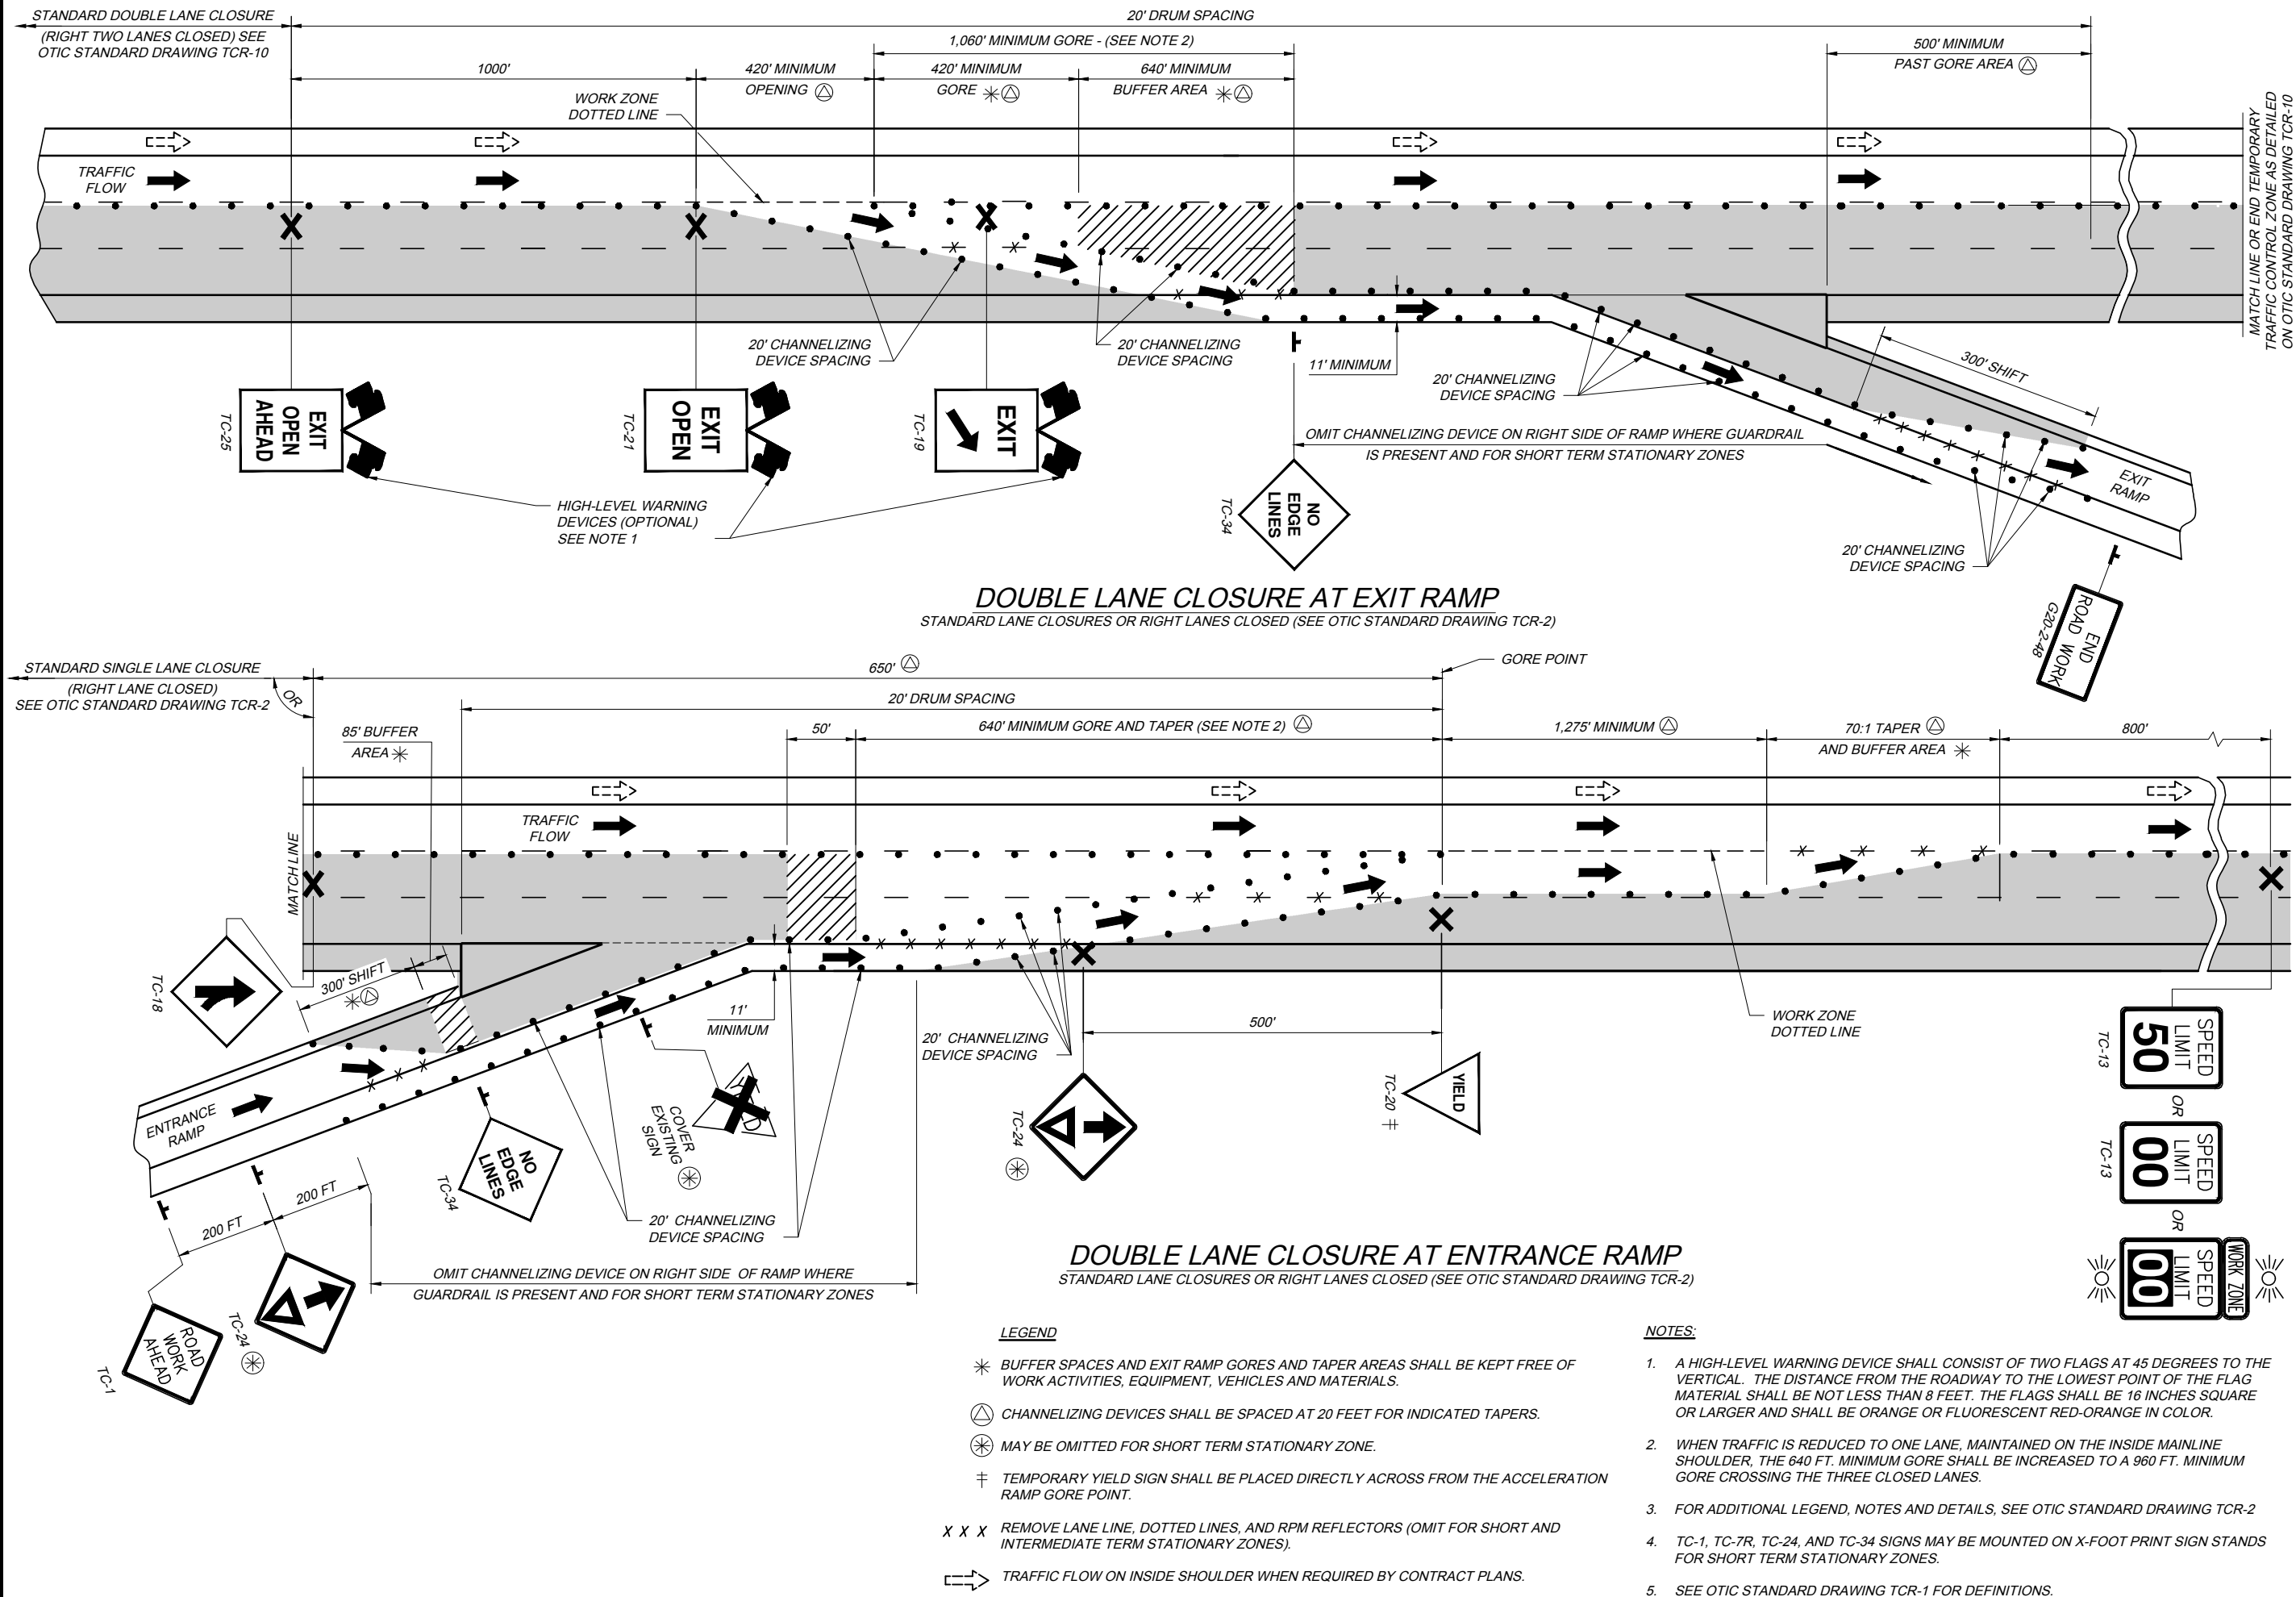 STANDARD DOUBLE LANE CLOSURE
(RIGHT TWO LANES CLOSED) SEE
OTIC STANDARD DRAWING TCR-10
20' DRUM SPACING
1,060' MINIMUM GORE - (SEE NOTE 2)
500' MINIMUM
PAST GORE AREA
1000'
420' MINIMUM
OPENING
420' MINIMUM
GORE
640' MINIMUM
BUFFER AREA
WORK ZONE
DOTTED LINE
TRAFFIC
FLOW
MATCH LINE OR END TEMPORARY
TRAFFIC CONTROL ZONE AS DETAILED
ON OTIC STANDARD DRAWING TCR-10
20' CHANNELIZING
DEVICE SPACING
20' CHANNELIZING
DEVICE SPACING
11' MINIMUM
20' CHANNELIZING
DEVICE SPACING
300' SHIFT
TC-25
EXIT
OPEN
AHEAD
TC-21
EXIT
OPEN
TC-19
EXIT
OMIT CHANNELIZING DEVICE ON RIGHT SIDE OF RAMP WHERE GUARDRAIL
IS PRESENT AND FOR SHORT TERM STATIONARY ZONES
EXIT
RAMP
HIGH-LEVEL WARNING
DEVICES (OPTIONAL)
SEE NOTE 1
TC-34
NO
EDGE
LINES
20' CHANNELIZING
DEVICE SPACING
END
ROAD WORK
G20-2-48
DOUBLE LANE CLOSURE AT EXIT RAMP
STANDARD LANE CLOSURES OR RIGHT LANES CLOSED (SEE OTIC STANDARD DRAWING TCR-2)
STANDARD SINGLE LANE CLOSURE
(RIGHT LANE CLOSED)
SEE OTIC STANDARD DRAWING TCR-2
OR
650'
GORE POINT
20' DRUM SPACING
85' BUFFER
AREA
50'
640' MINIMUM GORE AND TAPER (SEE NOTE 2)
1,275' MINIMUM
70:1 TAPER
AND BUFFER AREA
800'
TRAFFIC
FLOW
MATCH LINE
TC-18
300' SHIFT
11'
MINIMUM
20' CHANNELIZING
DEVICE SPACING
500'
WORK ZONE
DOTTED LINE
ENTRANCE
RAMP
YIELD
COVER
EXISTING
SIGN
TC-34
NO
EDGE
LINES
TC-24
TC-20
YIELD
TC-13
SPEED
LIMIT
50
OR
TC-13
SPEED
LIMIT
00
OR
WORK ZONE
SPEED
LIMIT
00
200 FT
200 FT
20' CHANNELIZING
DEVICE SPACING
OMIT CHANNELIZING DEVICE ON RIGHT SIDE OF RAMP WHERE
GUARDRAIL IS PRESENT AND FOR SHORT TERM STATIONARY ZONES
TC-24
TC-1
ROAD
WORK
AHEAD
DOUBLE LANE CLOSURE AT ENTRANCE RAMP
STANDARD LANE CLOSURES OR RIGHT LANES CLOSED (SEE OTIC STANDARD DRAWING TCR-2)
LEGEND
BUFFER SPACES AND EXIT RAMP GORES AND TAPER AREAS SHALL BE KEPT FREE OF
WORK ACTIVITIES, EQUIPMENT, VEHICLES AND MATERIALS.
CHANNELIZING DEVICES SHALL BE SPACED AT 20 FEET FOR INDICATED TAPERS.
MAY BE OMITTED FOR SHORT TERM STATIONARY ZONE.
‡ TEMPORARY YIELD SIGN SHALL BE PLACED DIRECTLY ACROSS FROM THE ACCELERATION
RAMP GORE POINT.
X X X REMOVE LANE LINE, DOTTED LINES, AND RPM REFLECTORS (OMIT FOR SHORT AND
INTERMEDIATE TERM STATIONARY ZONES).
TRAFFIC FLOW ON INSIDE SHOULDER WHEN REQUIRED BY CONTRACT PLANS.
NOTES:
1. A HIGH-LEVEL WARNING DEVICE SHALL CONSIST OF TWO FLAGS AT 45 DEGREES TO THE
VERTICAL. THE DISTANCE FROM THE ROADWAY TO THE LOWEST POINT OF THE FLAG
MATERIAL SHALL BE NOT LESS THAN 8 FEET. THE FLAGS SHALL BE 16 INCHES SQUARE
OR LARGER AND SHALL BE ORANGE OR FLUORESCENT RED-ORANGE IN COLOR.
2. WHEN TRAFFIC IS REDUCED TO ONE LANE, MAINTAINED ON THE INSIDE MAINLINE
SHOULDER, THE 640 FT. MINIMUM GORE SHALL BE INCREASED TO A 960 FT. MINIMUM
GORE CROSSING THE THREE CLOSED LANES.
3. FOR ADDITIONAL LEGEND, NOTES AND DETAILS, SEE OTIC STANDARD DRAWING TCR-2
4. TC-1, TC-7R, TC-24, AND TC-34 SIGNS MAY BE MOUNTED ON X-FOOT PRINT SIGN STANDS
FOR SHORT TERM STATIONARY ZONES.
5. SEE OTIC STANDARD DRAWING TCR-1 FOR DEFINITIONS.